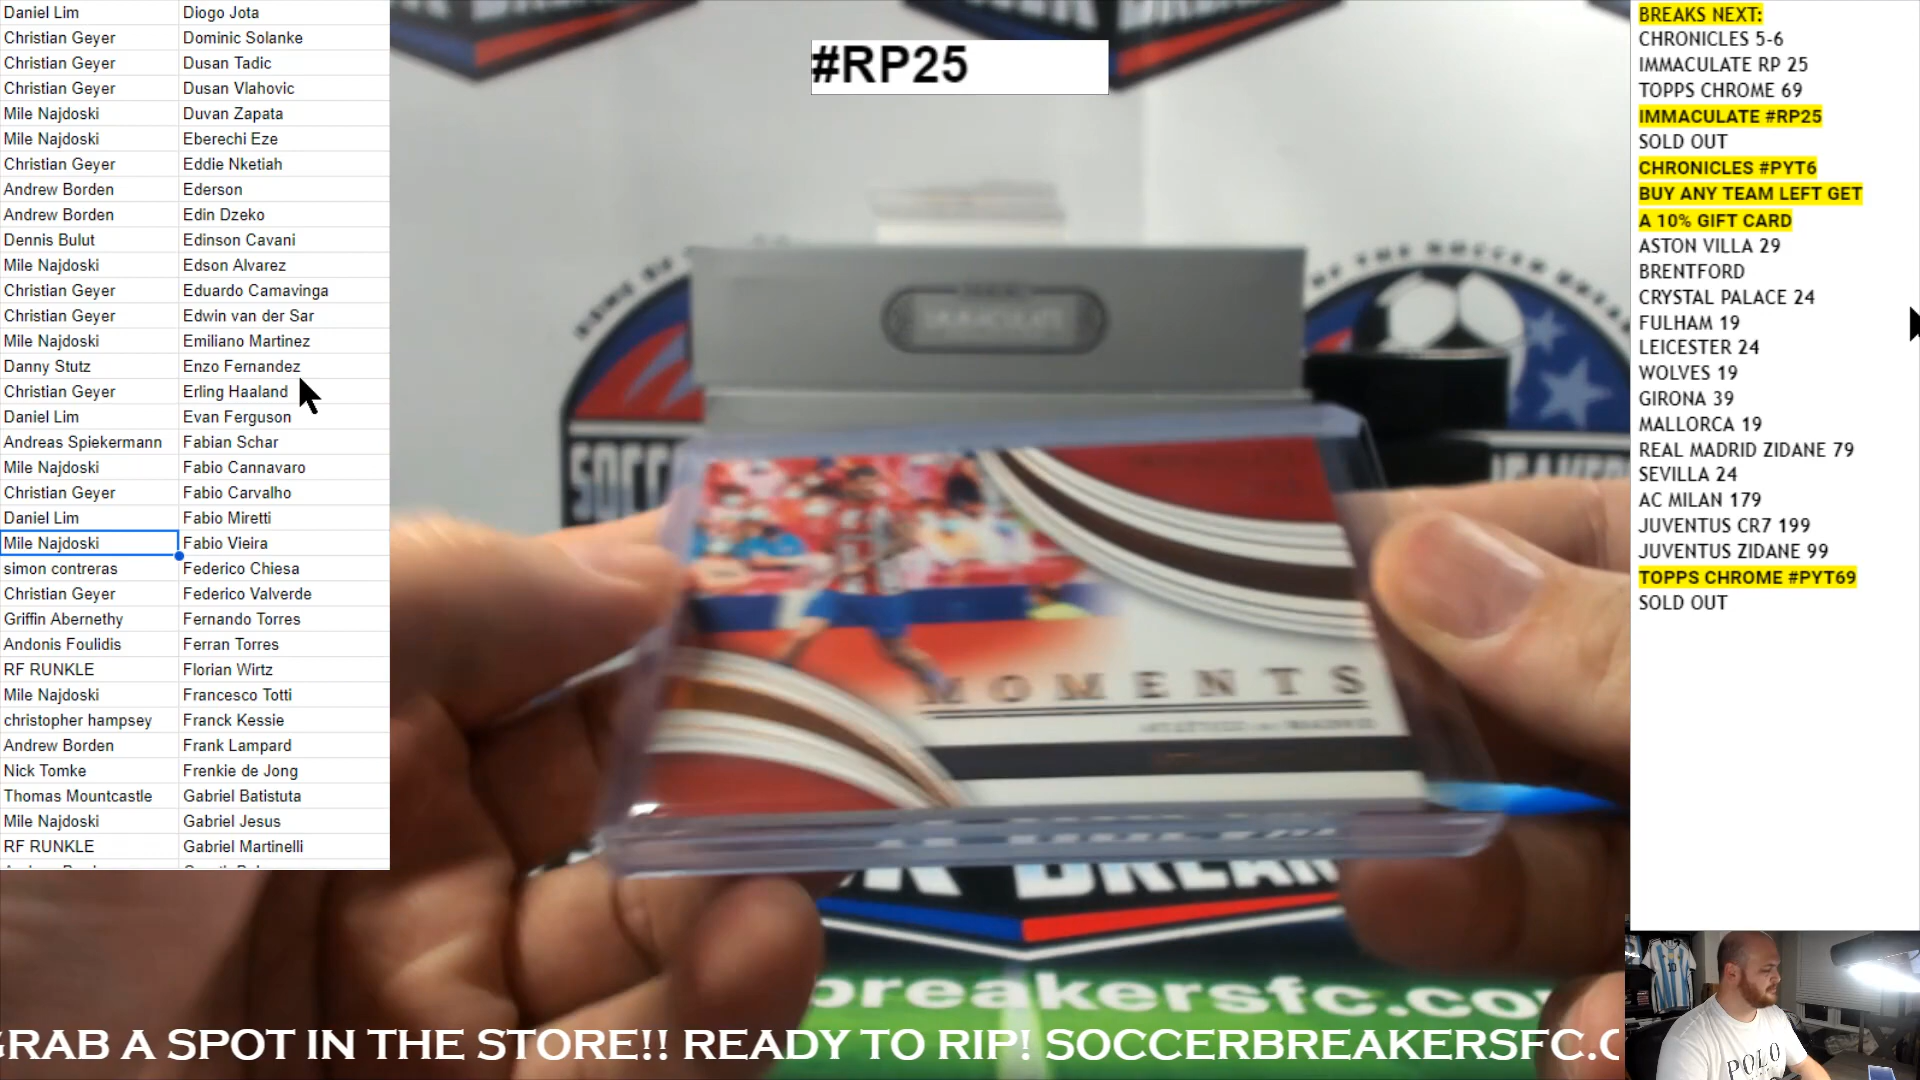 Daniel Lim Diogo Jota
Christian Geyer Dominic Solanke
Christian Geyer Dusan Tadic
Christian Geyer Dusan Vlahovic
Mile Najdoski Duvan Zapata
Mile Najdoski Eberechi Eze
Christian Geyer Eddie Nketiah
Andrew Borden Ederson
Andrew Borden Edin Dzeko
Dennis Bulut Edinson Cavani
Mile Najdoski Edson Alvarez
Christian Geyer Eduardo Camavinga
Christian Geyer Edwin van der Sar
Mile Najdoski Emiliano Martinez
Danny Stutz Enzo Fernandez
Christian Geyer Erling Haaland
Daniel Lim Evan Ferguson
Andreas Spiekermann Fabian Schar
Mile Najdoski Fabio Cannavaro
Christian Geyer Fabio Carvalho
Daniel Lim Fabio Miretti
Mile Najdoski Fabio Vieira
simon contreras Federico Chiesa
Christian Geyer Federico Valverde
Griffin Abernethy Fernando Torres
Andonis Foulidis Ferran Torres
RF RUNKLE Florian Wirtz
Mile Najdoski Francesco Totti
christopher hampsey Franck Kessie
Andrew Borden Frank Lampard
Nick Tomke Frenkie de Jong
Thomas Mountcastle Gabriel Batistuta
Mile Najdoski Gabriel Jesus
RF RUNKLE Gabriel Martinelli
#RP25
IMMACULATE
MOMENTS
ATLÉTICO DE MADRID
breakersfc.co
GRAB A SPOT IN THE STORE!! READY TO RIP! SOCCERBREAKERSFC.C
BREAKS NEXT:
CHRONICLES 5-6
IMMACULATE RP 25
TOPPS CHROME 69
IMMACULATE #RP25
SOLD OUT
CHRONICLES #PYT6
BUY ANY TEAM LEFT GET
A 10% GIFT CARD
ASTON VILLA 29
BRENTFORD
CRYSTAL PALACE 24
FULHAM 19
LEICESTER 24
WOLVES 19
GIRONA 39
MALLORCA 19
REAL MADRID ZIDANE 79
SEVILLA 24
AC MILAN 179
JUVENTUS CR7 199
JUVENTUS ZIDANE 99
TOPPS CHROME #PYT69
SOLD OUT
POLO